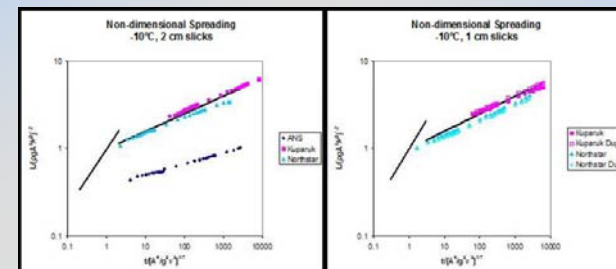 Non-dimensional Spreading
-10°C, 2 cm slicks
10
1
0.1
0.1
1
10
100
1000
10000
ANS
Kuparuk
Northstar
Non-dimensional Spreading
-10°C, 1 cm slicks
10
1
0.1
0.1
1
10
100
1000
10000
Kuparuk
Kuparuk Dup
Northstar
Northstar Du